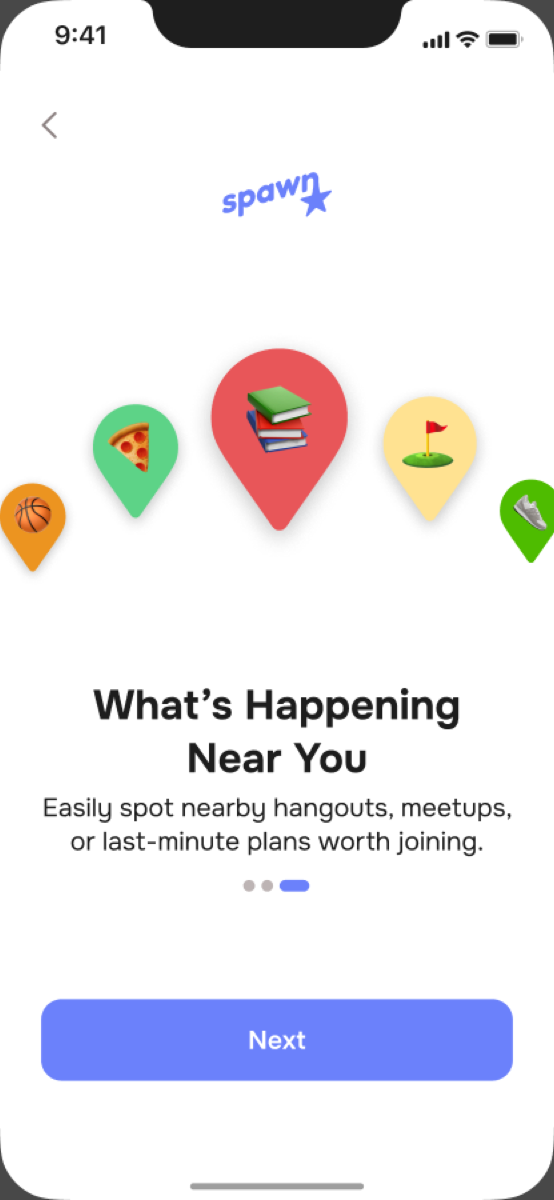 9:41
spawn
What’s Happening
Near You
Easily spot nearby hangouts, meetups,
or last-minute plans worth joining.
Next